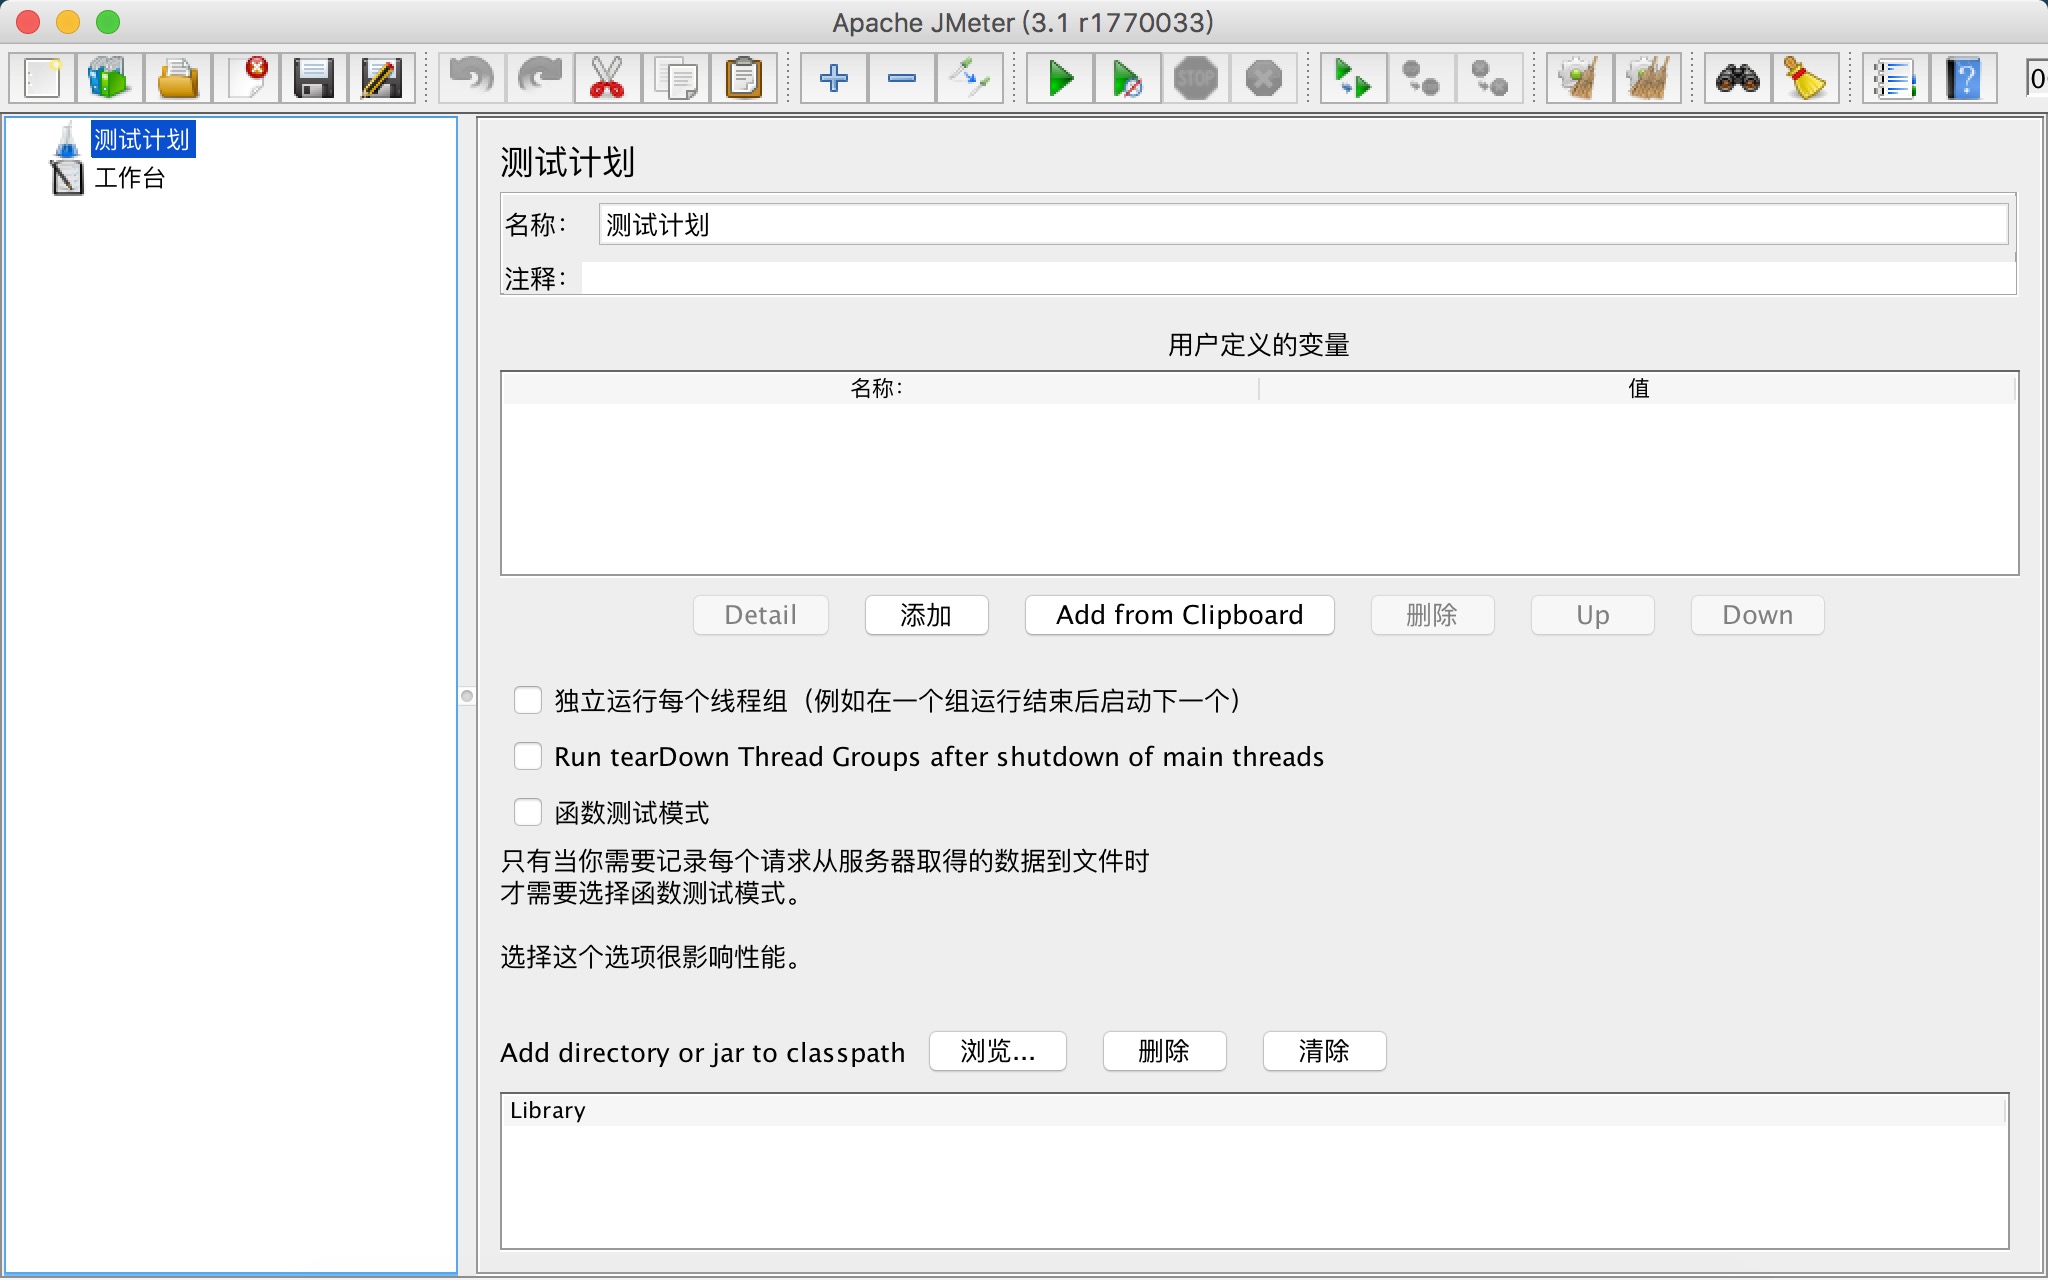 Apache JMeter (3.1 r1770033)
STOP
?
0
测试计划
工作台
测试计划
名称：
测试计划
注释：
用户定义的变量
名称：
值
Detail
添加
Add from Clipboard
删除
Up
Down
独立运行每个线程组（例如在一个组运行结束后启动下一个）
Run tearDown Thread Groups after shutdown of main threads
函数测试模式
只有当你需要记录每个请求从服务器取得的数据到文件时
才需要选择函数测试模式。
选择这个选项很影响性能。
Add directory or jar to classpath
浏览...
删除
清除
Library